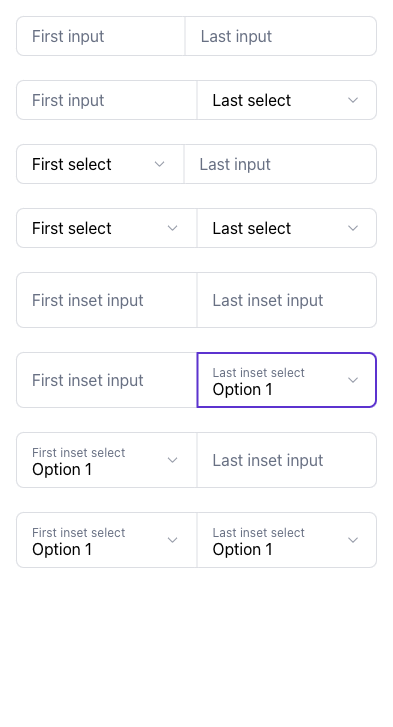 First input Last input
First input Last select
First select Last input
First select Last select
First inset input Last inset input
First inset input Last inset select
Option 1
First inset select
Option 1 Last inset input
First inset select Last inset select
Option 1 Option 1